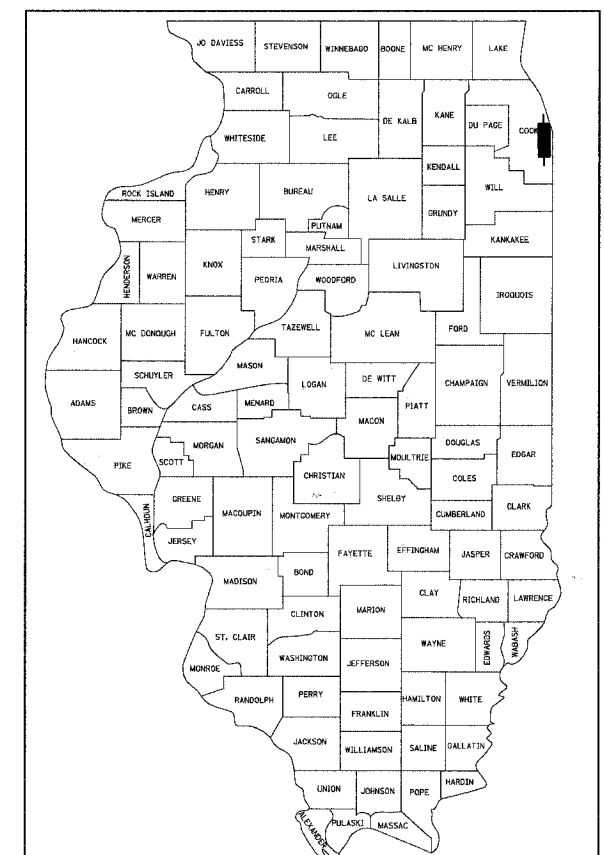 JO DAVIESS
STEVENSON
WINNEBAGO
BOONE
MC HENRY
LAKE
CARROLL
OGLE
DE KALB
KANE
DU PAGE
COOK
WHITESIDE
LEE
KENDALL
WILL
ROCK ISLAND
HENRY
BUREAU
LA SALLE
GRUNDY
MERCER
PUTNAM
STARK
MARSHALL
KANKAKEE
HENDERSON
WARREN
KNOX
PEORIA
WOODFORD
LIVINGSTON
IROQUOIS
HANCOCK
MC DONOUGH
FULTON
TAZEWELL
MC LEAN
FORD
SCHUYLER
MASON
LOGAN
DE WITT
CHAMPAIGN
VERMILION
ADAMS
BROWN
CASS
MENARD
PIATT
MACON
MORGAN
SANGAMON
DOUGLAS
EDGAR
PIKE
SCOTT
CHRISTIAN
MOULTRIE
COLES
SHELBY
GREENE
MACOUPIN
MONTGOMERY
CUMBERLAND
CLARK
CALHOUN
JERSEY
FAYETTE
EFFINGHAM
JASPER
CRAWFORD
MADISON
BOND
CLAY
RICHLAND
LAWRENCE
CLINTON
MARION
ST. CLAIR
WAYNE
EDWARDS
WABASH
WASHINGTON
JEFFERSON
MONROE
RANDOLPH
PERRY
HAMILTON
WHITE
FRANKLIN
JACKSON
WILLIAMSON
SALINE
GALLATIN
UNION
JOHNSON
POPE
HARDIN
ALEXANDER
PULASKI
MASSAC